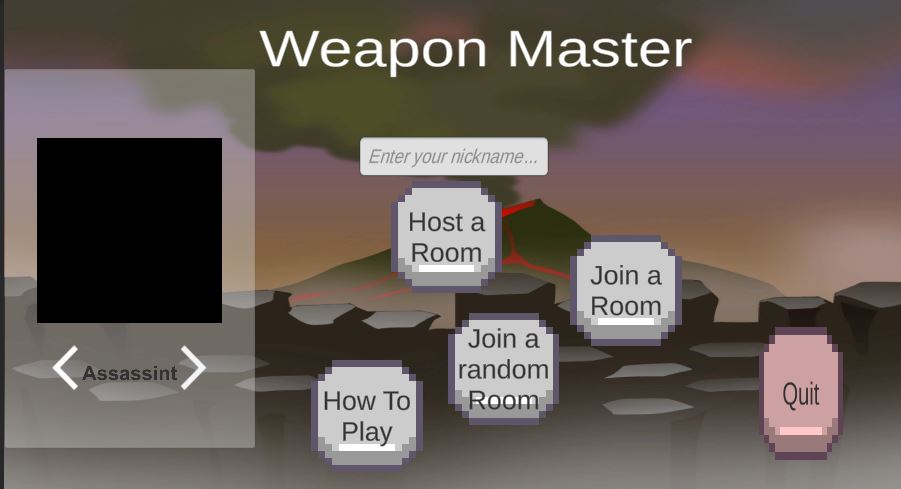 Weapon Master
Enter your nickname...
Host a
Room
Join a
Room
Join a
random
Room
Assassint
How To
Play
Quit